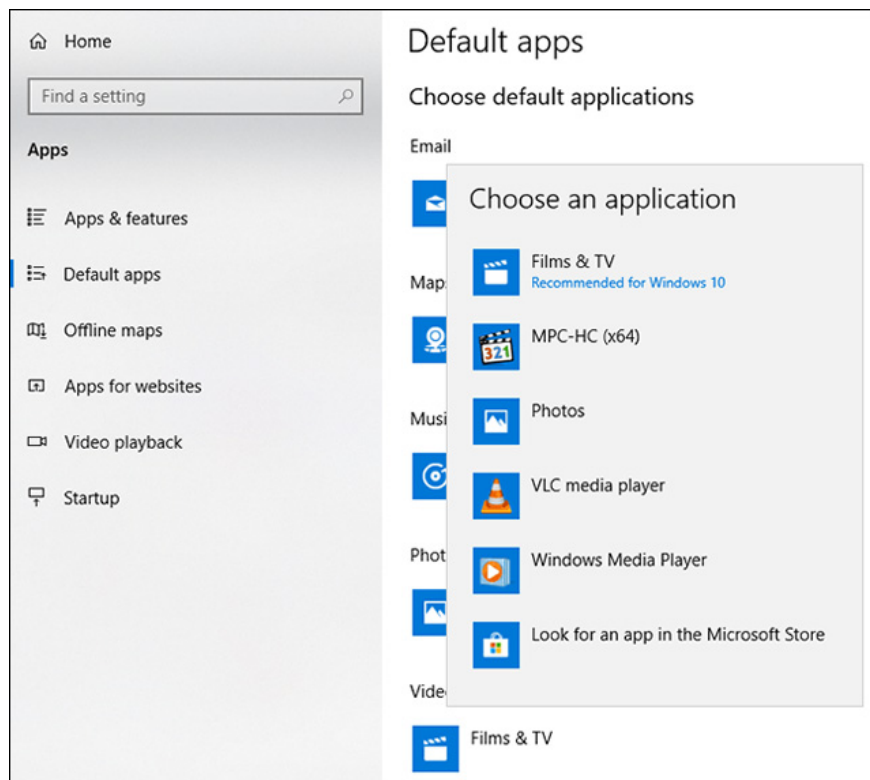 Home
Find a setting
Apps
Apps & features
Default apps
Offline maps
Apps for websites
Video playback
Startup
Default apps
Choose default applications
Email
Map
Musi
Phot
Vide
Films & TV
Choose an application
Films & TV
Recommended for Windows 10
MPC-HC (x64)
321
Photos
VLC media player
Windows Media Player
Look for an app in the Microsoft Store